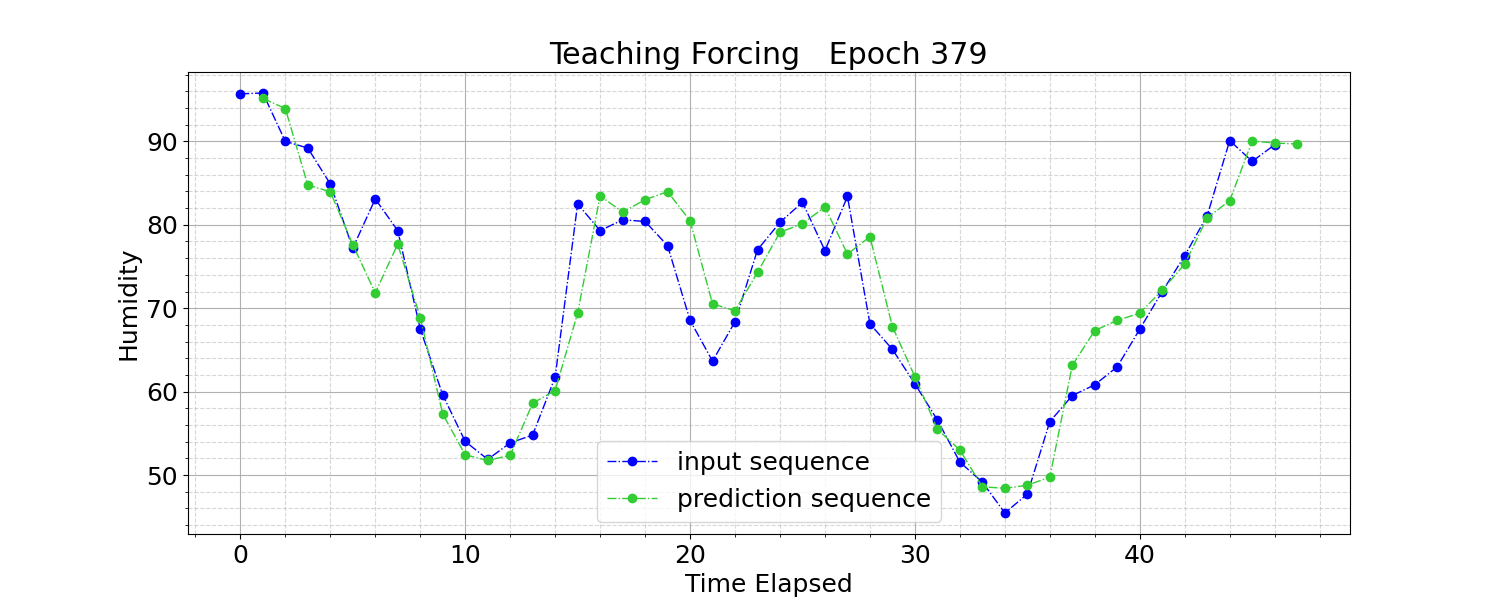 Teaching Forcing   Epoch 379
Humidity
90
80
70
60
50
input sequence
prediction sequence
0 10 20 30 40
Time Elapsed